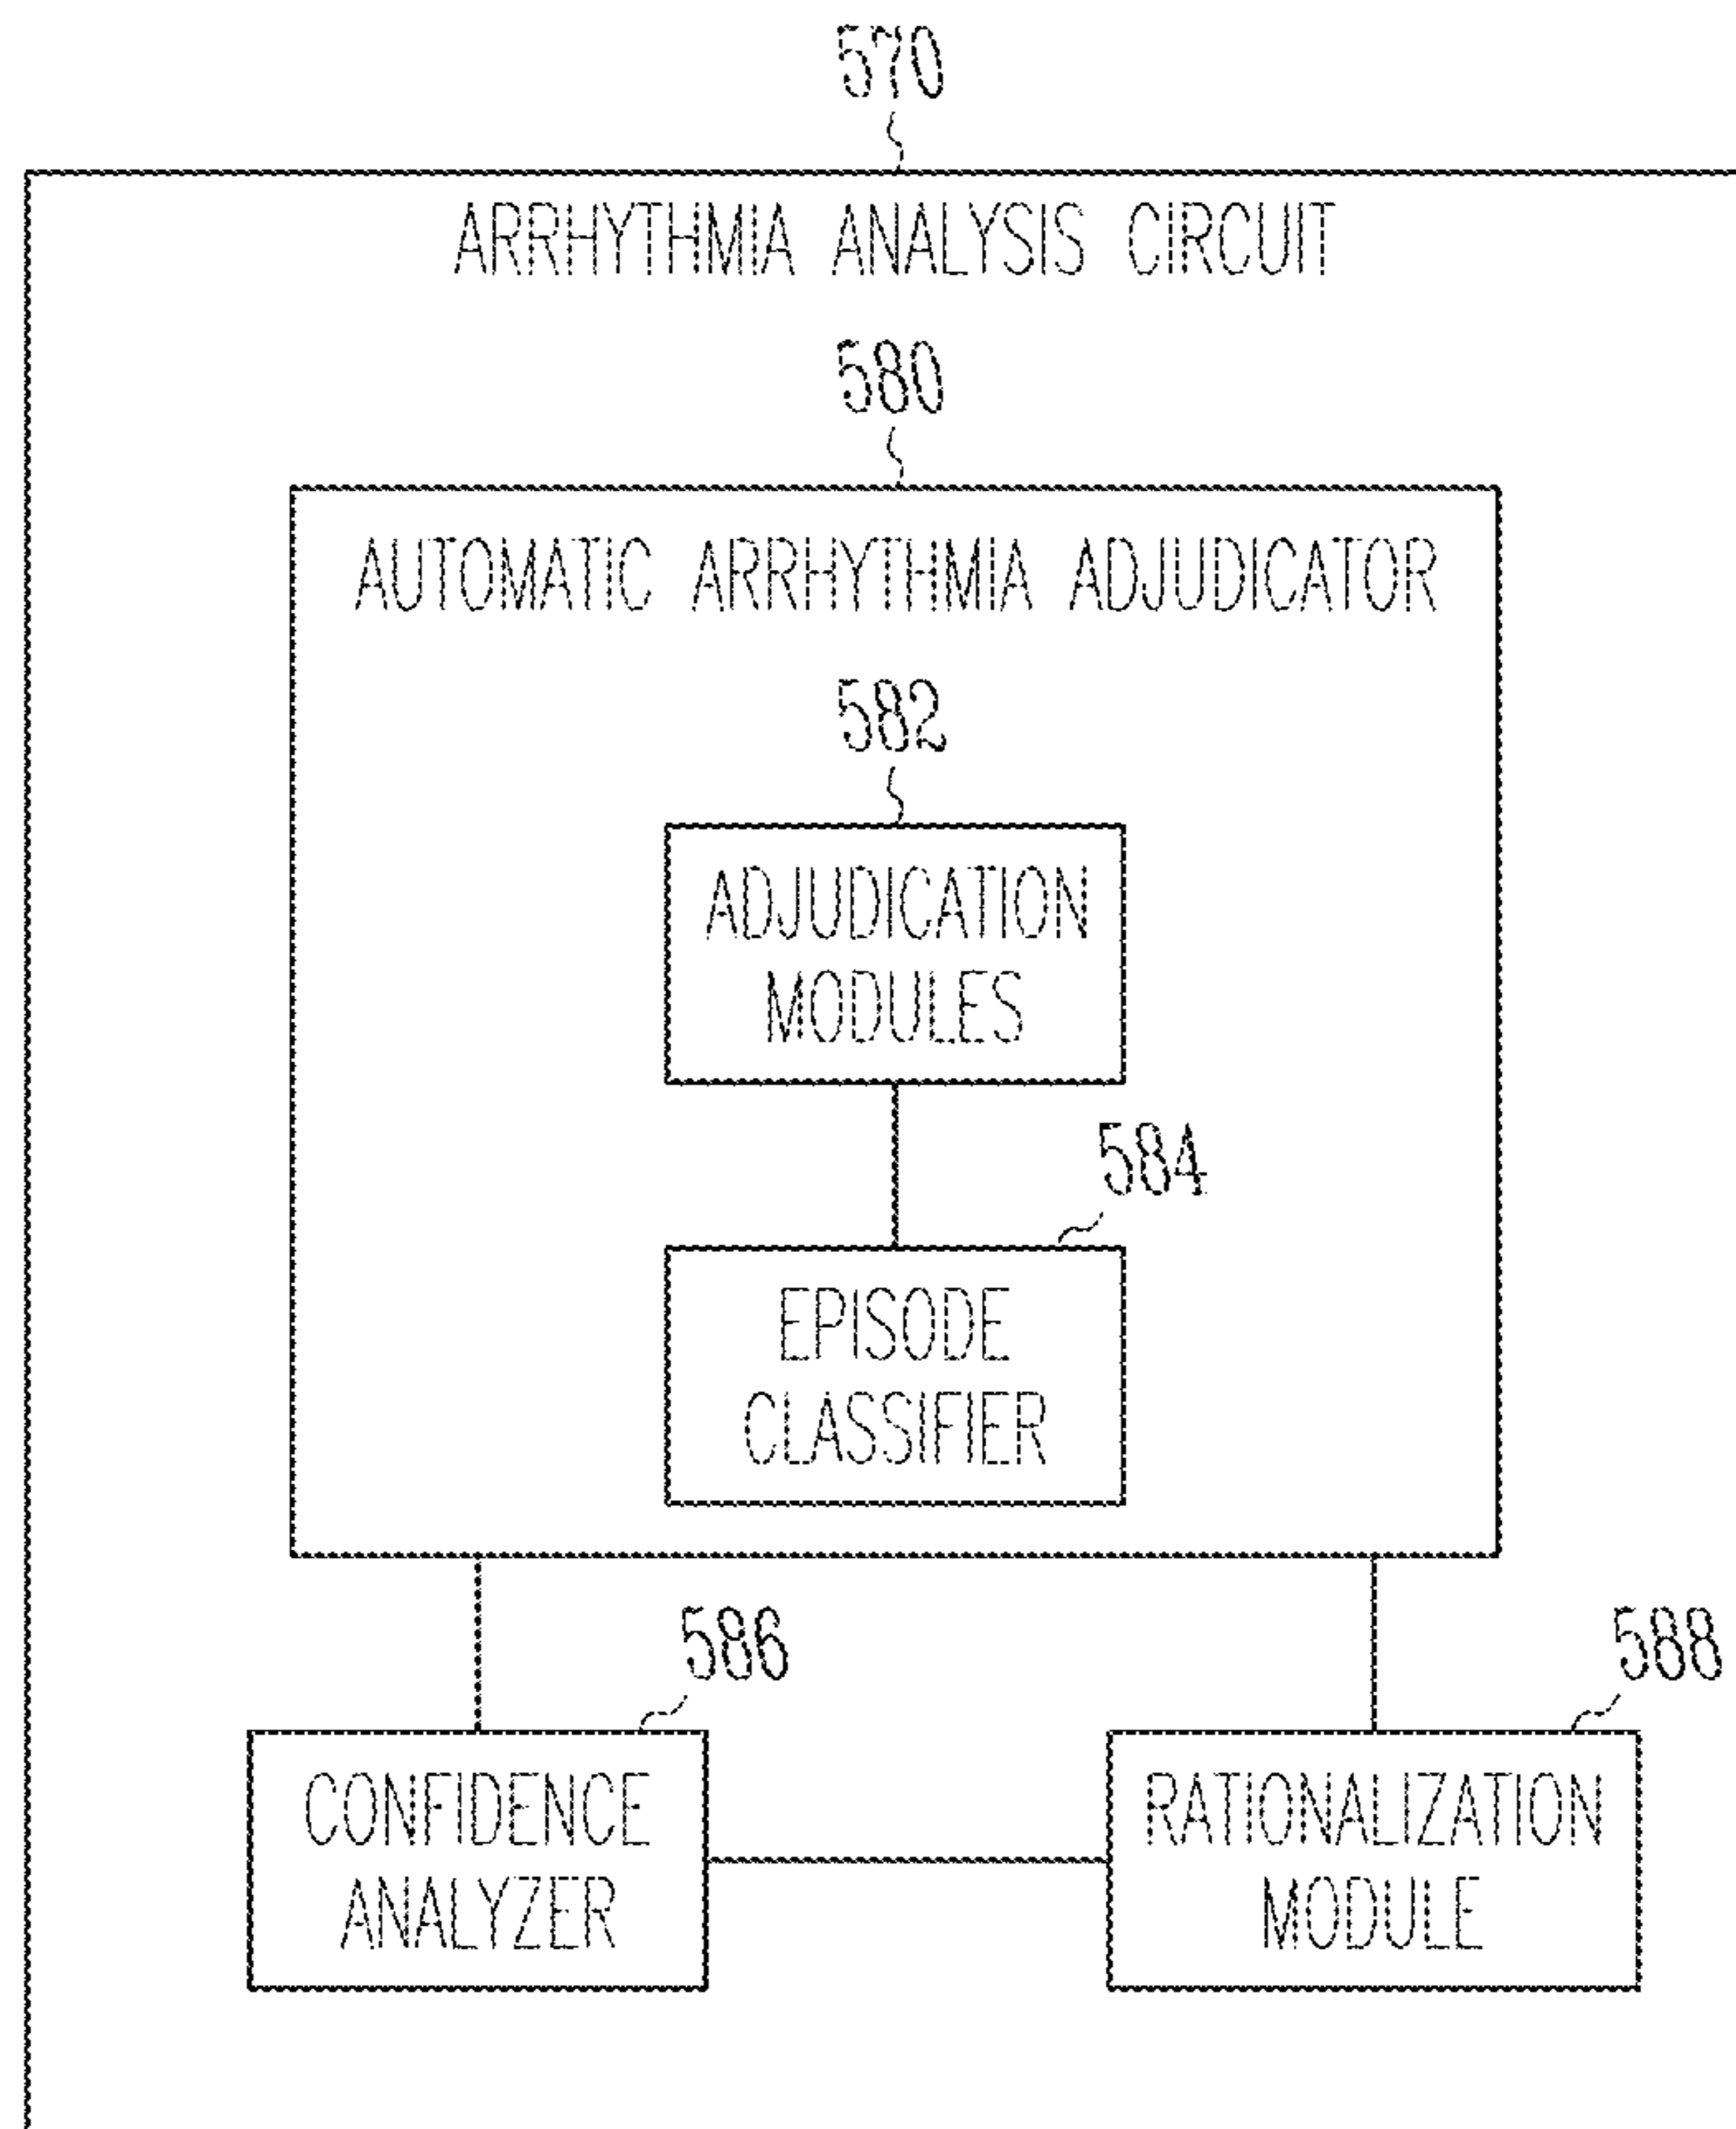 570
ARRHYTHMIA ANALYSIS CIRCUIT
580
AUTOMATIC ARRHYTHMIA ADJUDICATOR
582
ADJUDICATION
MODULES
584
EPISODE
CLASSIFIER
586
588
CONFIDENCE
ANALYZER
RATIONALIZATION
MODULE